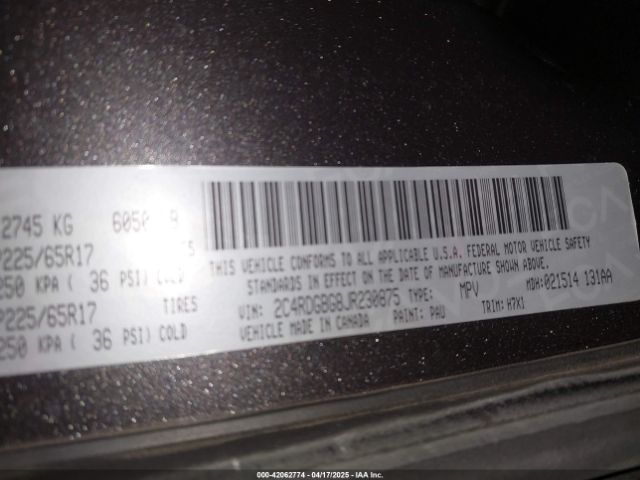 2745 KG 6050
P225/65R17
250 KPA ( 36 PSI) COLD
TIRES
P225/65R17
250 KPA ( 36 PSI) COLD
THIS VEHICLE CONFORMS TO ALL APPLICABLE U.S.A. FEDERAL MOTOR VEHICLE SAFETY
STANDARDS IN EFFECT ON THE DATE OF MANUFACTURE SHOWN ABOVE.
VIN: 2C4RDGBG8JR230875 TYPE: MPV MDH: 021514 131AA
VEHICLE MADE IN CANADA PAINT: PAU TRIM: H7X1
000-42062774 - 04/17/2025 - IAA Inc.